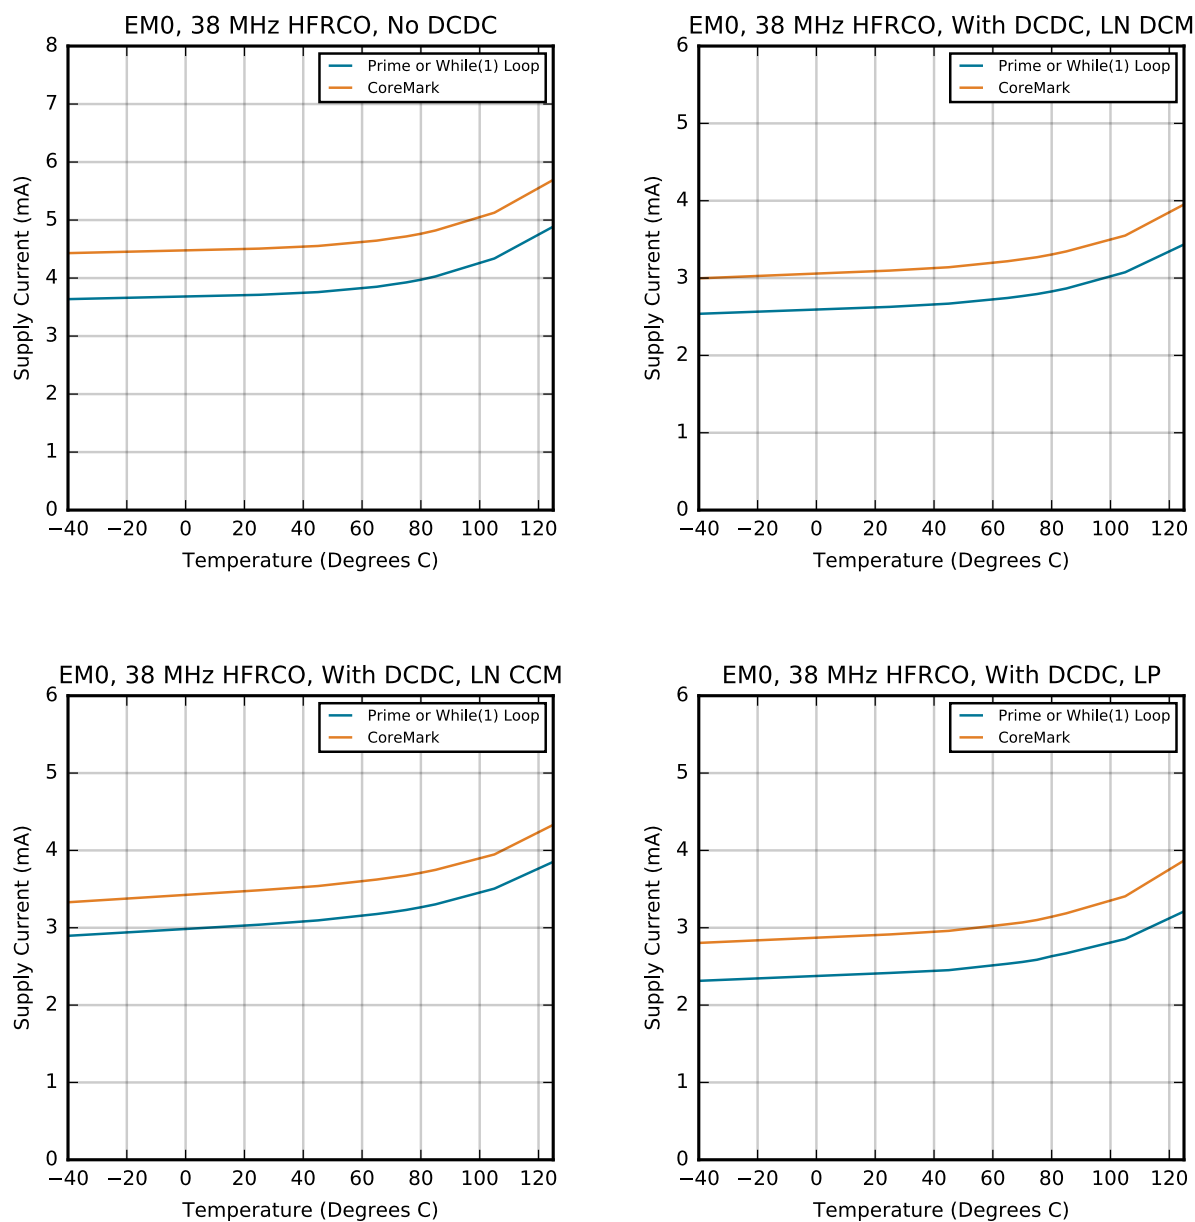 EM0, 38 MHz HFRCO, No DCDC
8
7
6
5
4
3
2
1
0
Supply Current (mA)
Prime or While(1) Loop
CoreMark
−40 −20 0 20 40 60 80 100 120
Temperature (Degrees C)
EM0, 38 MHz HFRCO, With DCDC, LN DCM
6
5
4
3
2
1
0
Supply Current (mA)
Prime or While(1) Loop
CoreMark
−40 −20 0 20 40 60 80 100 120
Temperature (Degrees C)
EM0, 38 MHz HFRCO, With DCDC, LN CCM
6
5
4
3
2
1
0
Supply Current (mA)
Prime or While(1) Loop
CoreMark
−40 −20 0 20 40 60 80 100 120
Temperature (Degrees C)
EM0, 38 MHz HFRCO, With DCDC, LP
6
5
4
3
2
1
0
Supply Current (mA)
Prime or While(1) Loop
CoreMark
−40 −20 0 20 40 60 80 100 120
Temperature (Degrees C)